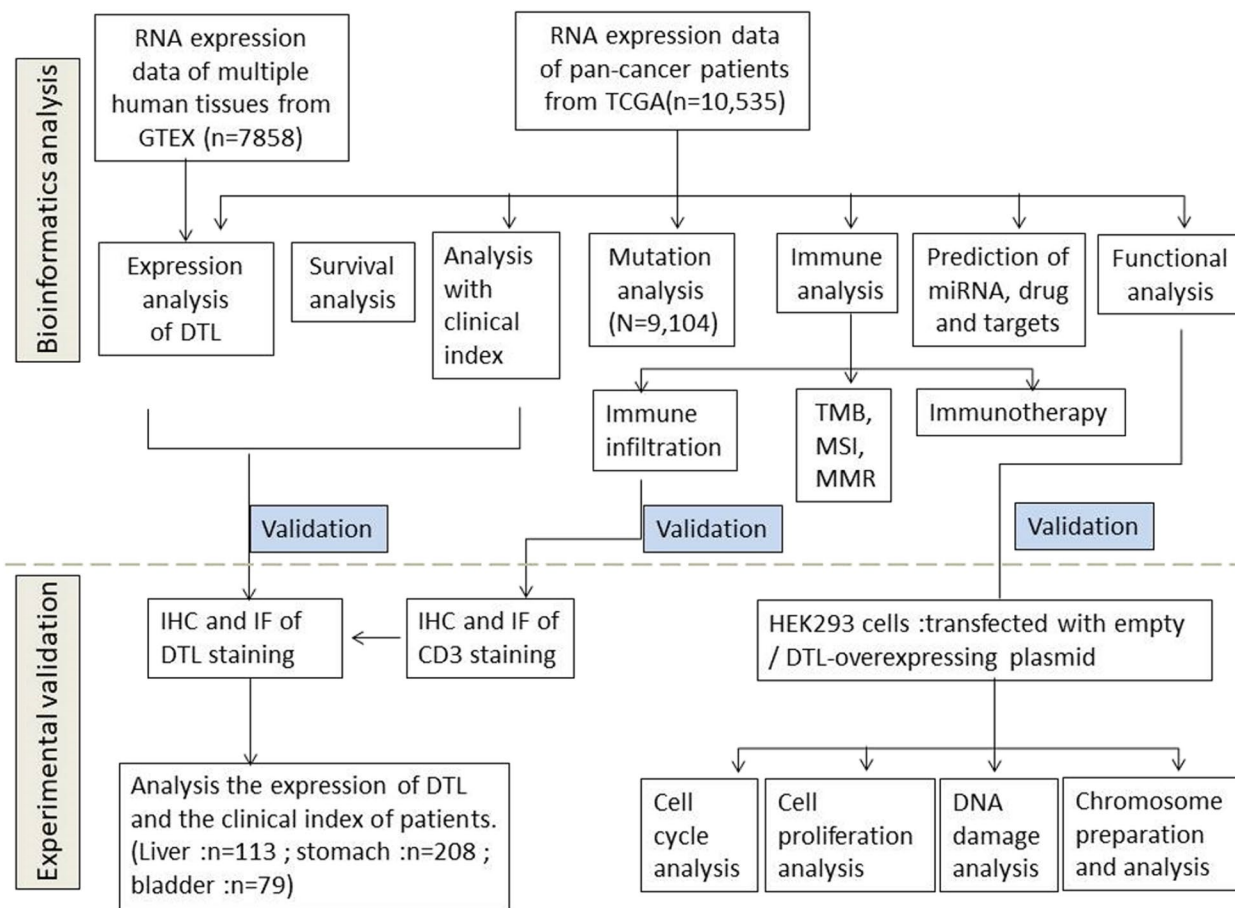 Bioinformatics analysis
RNA expression
data of multiple
human tissues from
GTEX (n=7858)
RNA expression data
of pan-cancer patients
from TCGA(n=10,535)
Expression
analysis
of DTL
Survival
analysis
Analysis
with
clinical
index
Mutation
analysis
(N=9,104)
Immune
analysis
Prediction of
miRNA, drug
and targets
Functional
analysis
Immune
infiltration
TMB,
MSI,
MMR
Immunotherapy
Validation
Validation
Validation
Experimental validation
IHC and IF of
DTL staining
IHC and IF of
CD3 staining
HEK293 cells :transfected with empty
/ DTL-overexpressing plasmid
Analysis the expression of DTL
and the clinical index of patients.
(Liver :n=113 ; stomach :n=208 ;
bladder :n=79)
Cell
cycle
analysis
Cell
proliferation
analysis
DNA
damage
analysis
Chromosome
preparation
and analysis